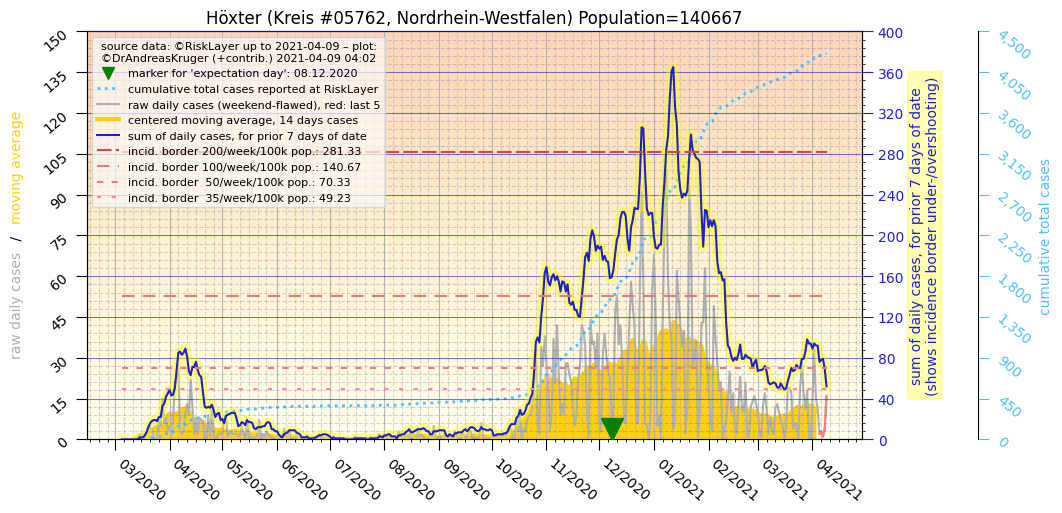 Höxter (Kreis #05762, Nordrhein-Westfalen) Population=140667
source data: ©RiskLayer up to 2021-04-09 – plot:
©DrAndreasKruger (+contrib.) 2021-04-09 04:02
marker for 'expectation day': 08.12.2020
cumulative total cases reported at RiskLayer
raw daily cases (weekend-flawed), red: last 5
centered moving average, 14 days cases
sum of daily cases, for prior 7 days of date
incid. border 200/week/100k pop.: 281.33
incid. border 100/week/100k pop.: 140.67
incid. border  50/week/100k pop.: 70.33
incid. border  35/week/100k pop.: 49.23
raw daily cases / moving average
150
135
120
105
90
75
60
45
30
15
0
03/2020
04/2020
05/2020
06/2020
07/2020
08/2020
09/2020
10/2020
11/2020
12/2020
01/2021
02/2021
03/2021
04/2021
400
360
320
280
240
200
160
120
80
40
0
sum of daily cases, for prior 7 days of date
(shows incidence border under-/overshooting)
4,500
4,050
3,600
3,150
2,700
2,250
1,800
1,350
900
450
0
cumulative total cases